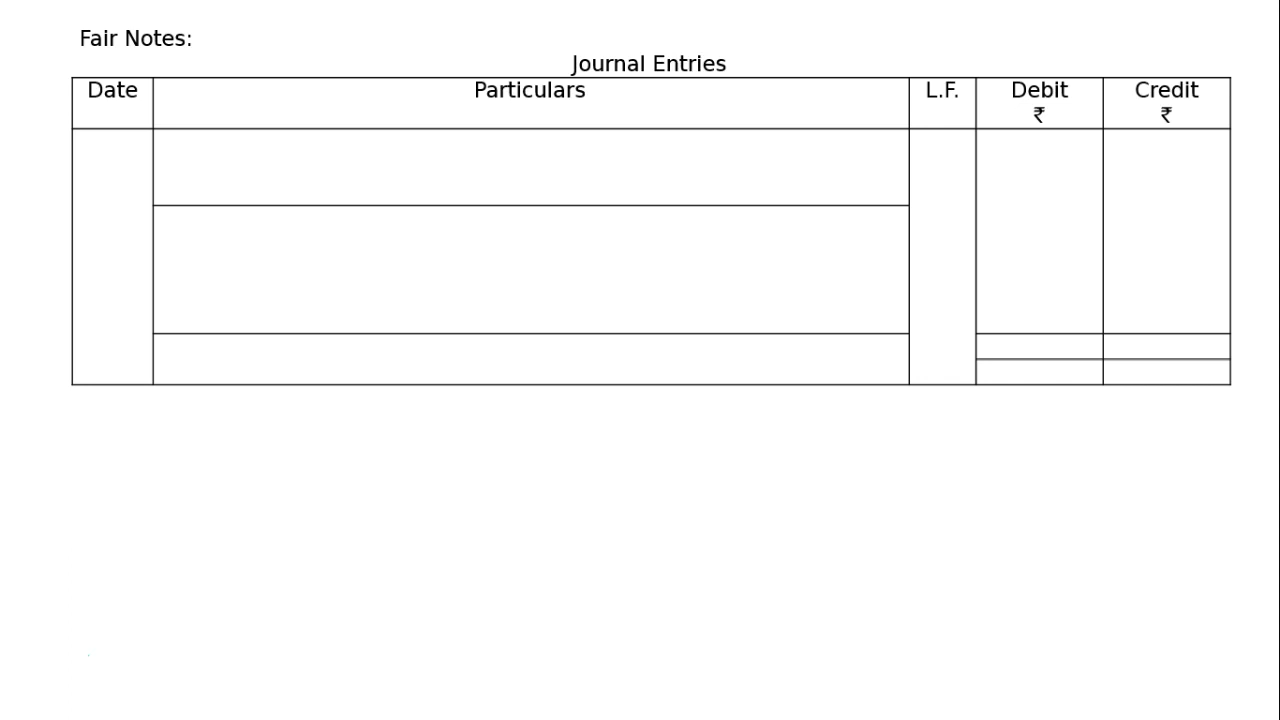 Fair Notes:
Journal Entries
Date Particulars L.F. Debit Credit
₹ ₹